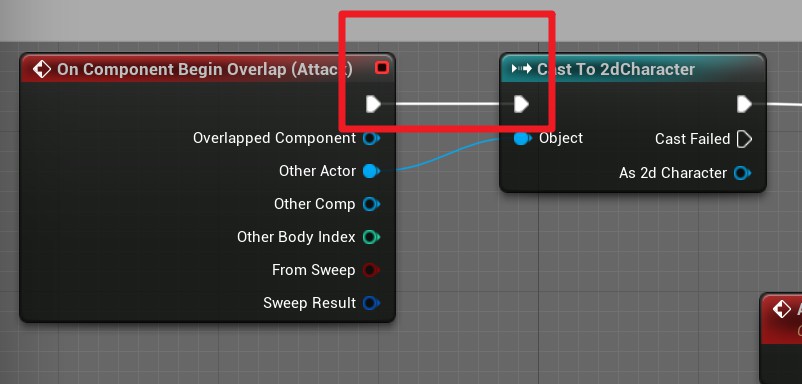 On Component Begin Overlap (Attack)
Overlapped Component
Other Actor
Other Comp
Other Body Index
From Sweep
Sweep Result
Cast To 2dCharacter
Object
Cast Failed
As 2d Character